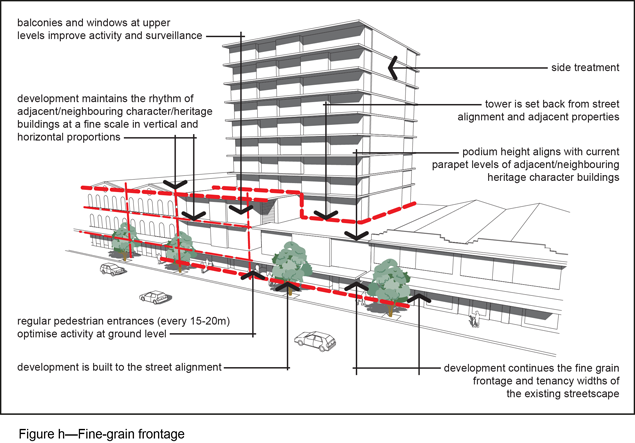 balconies and windows at upper
levels improve activity and surveillance
development maintains the rhythm of
adjacent/neighbouring character/heritage
buildings at a fine scale in vertical and
horizontal proportions
side treatment
tower is set back from street
alignment and adjacent properties
podium height aligns with current
parapet levels of adjacent/neighbouring
heritage character buildings
regular pedestrian entrances (every 15-20m)
optimise activity at ground level
development is built to the street alignment
development continues the fine grain
frontage and tenancy widths of
the existing streetscape
Figure h—Fine-grain frontage